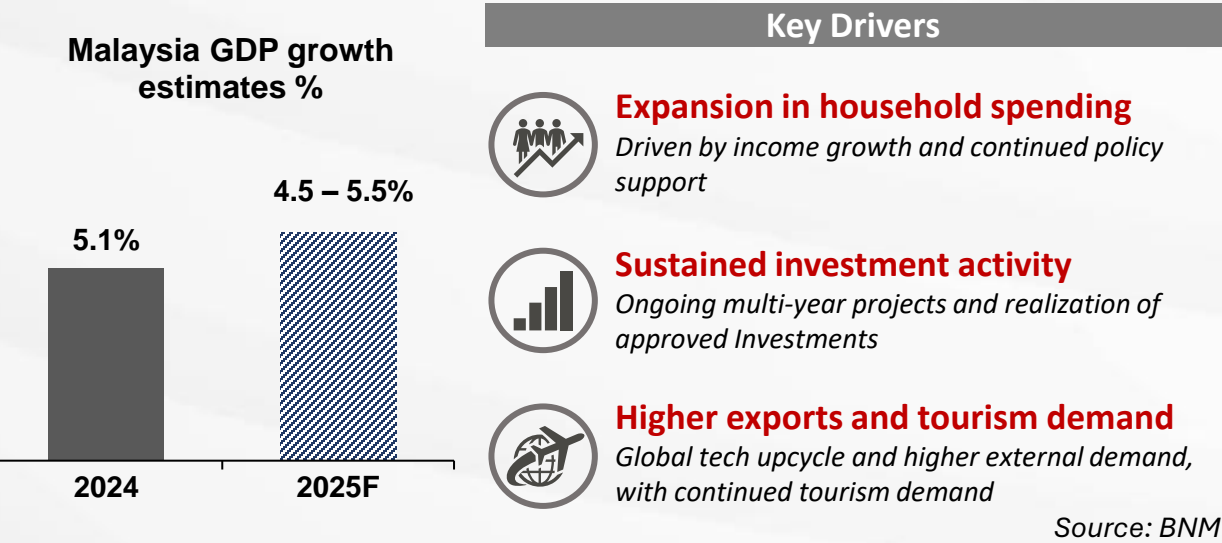 Malaysia GDP growth
estimates %
4.5 – 5.5%
5.1%
2024
2025F
Key Drivers
Expansion in household spending
Driven by income growth and continued policy
support
Sustained investment activity
Ongoing multi-year projects and realization of
approved Investments
Higher exports and tourism demand
Global tech upcycle and higher external demand,
with continued tourism demand
Source: BNM